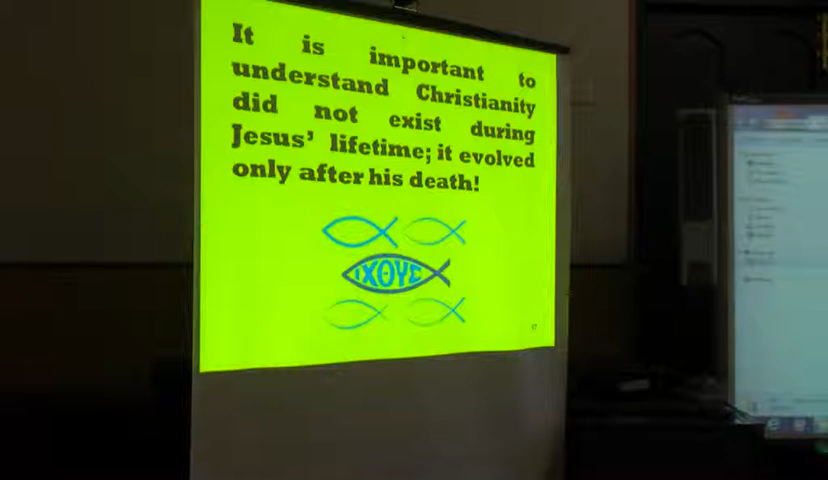 It is important to
understand Christianity
did not exist during
Jesus' lifetime; it evolved
only after his death!
ΙΧΘΥϹ
17